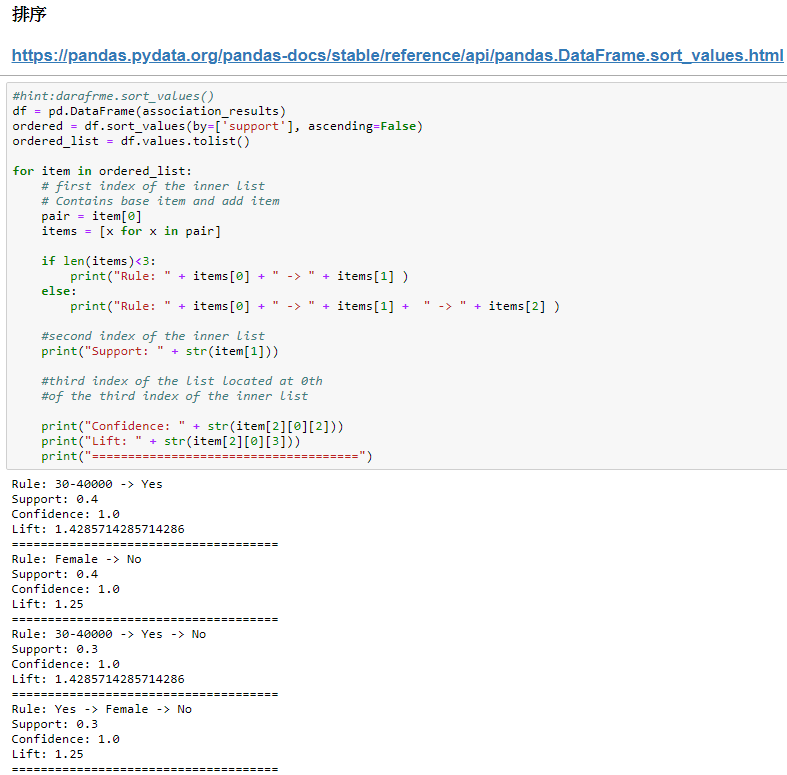 排序
https://pandas.pydata.org/pandas-docs/stable/reference/api/pandas.DataFrame.sort_values.html
#hint:darafrme.sort_values()
df = pd.DataFrame(association_results)
ordered = df.sort_values(by=['support'], ascending=False)
ordered_list = df.values.tolist()
for item in ordered_list:
    # first index of the inner list
    # Contains base item and add item
    pair = item[0]
    items = [x for x in pair]
    if len(items)<3:
        print("Rule: " + items[0] + " -> " + items[1] )
    else:
        print("Rule: " + items[0] + " -> " + items[1] +  " -> " + items[2] )
    #second index of the inner list
    print("Support: " + str(item[1]))
    #third index of the list located at 0th
    #of the third index of the inner list
    print("Confidence: " + str(item[2][0][2]))
    print("Lift: " + str(item[2][0][3]))
    print("=====================================")
Rule: 30-40000 -> Yes
Support: 0.4
Confidence: 1.0
Lift: 1.4285714285714286
=====================================
Rule: Female -> No
Support: 0.4
Confidence: 1.0
Lift: 1.25
=====================================
Rule: 30-40000 -> Yes -> No
Support: 0.3
Confidence: 1.0
Lift: 1.4285714285714286
=====================================
Rule: Yes -> Female -> No
Support: 0.3
Confidence: 1.0
Lift: 1.25
=====================================